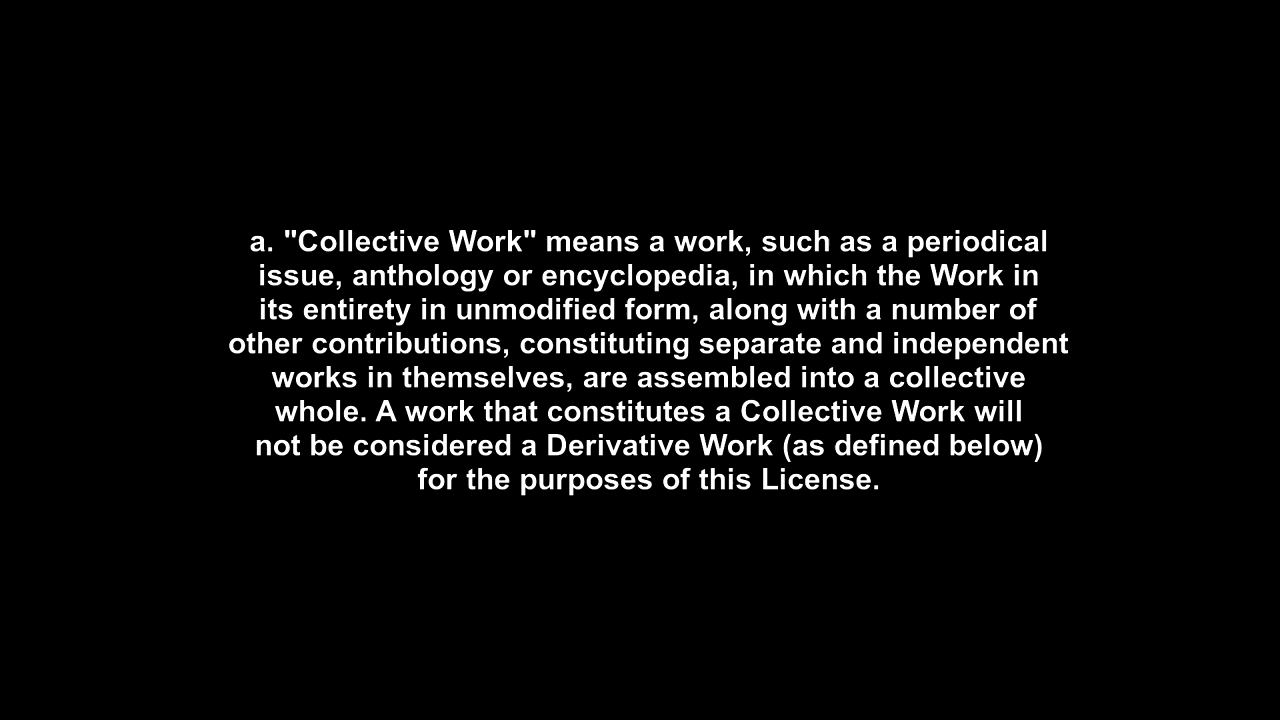 a. "Collective Work" means a work, such as a periodical
issue, anthology or encyclopedia, in which the Work in
its entirety in unmodified form, along with a number of
other contributions, constituting separate and independent
works in themselves, are assembled into a collective
whole. A work that constitutes a Collective Work will
not be considered a Derivative Work (as defined below)
for the purposes of this License.